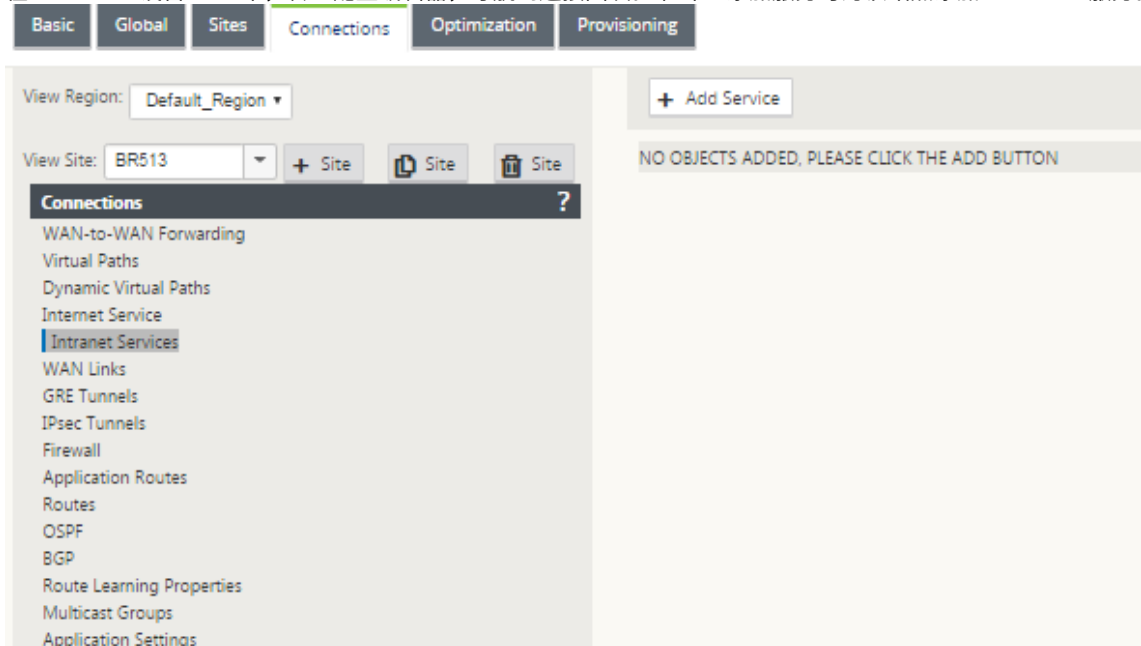 Basic Global Sites Connections Optimization Provisioning
View Region: Default_Region
+ Add Service
View Site: BR513 + Site Site Site
NO OBJECTS ADDED, PLEASE CLICK THE ADD BUTTON
Connections ?
WAN-to-WAN Forwarding
Virtual Paths
Dynamic Virtual Paths
Internet Service
Intranet Services
WAN Links
GRE Tunnels
IPsec Tunnels
Firewall
Application Routes
Routes
OSPF
BGP
Route Learning Properties
Multicast Groups
Application Settings